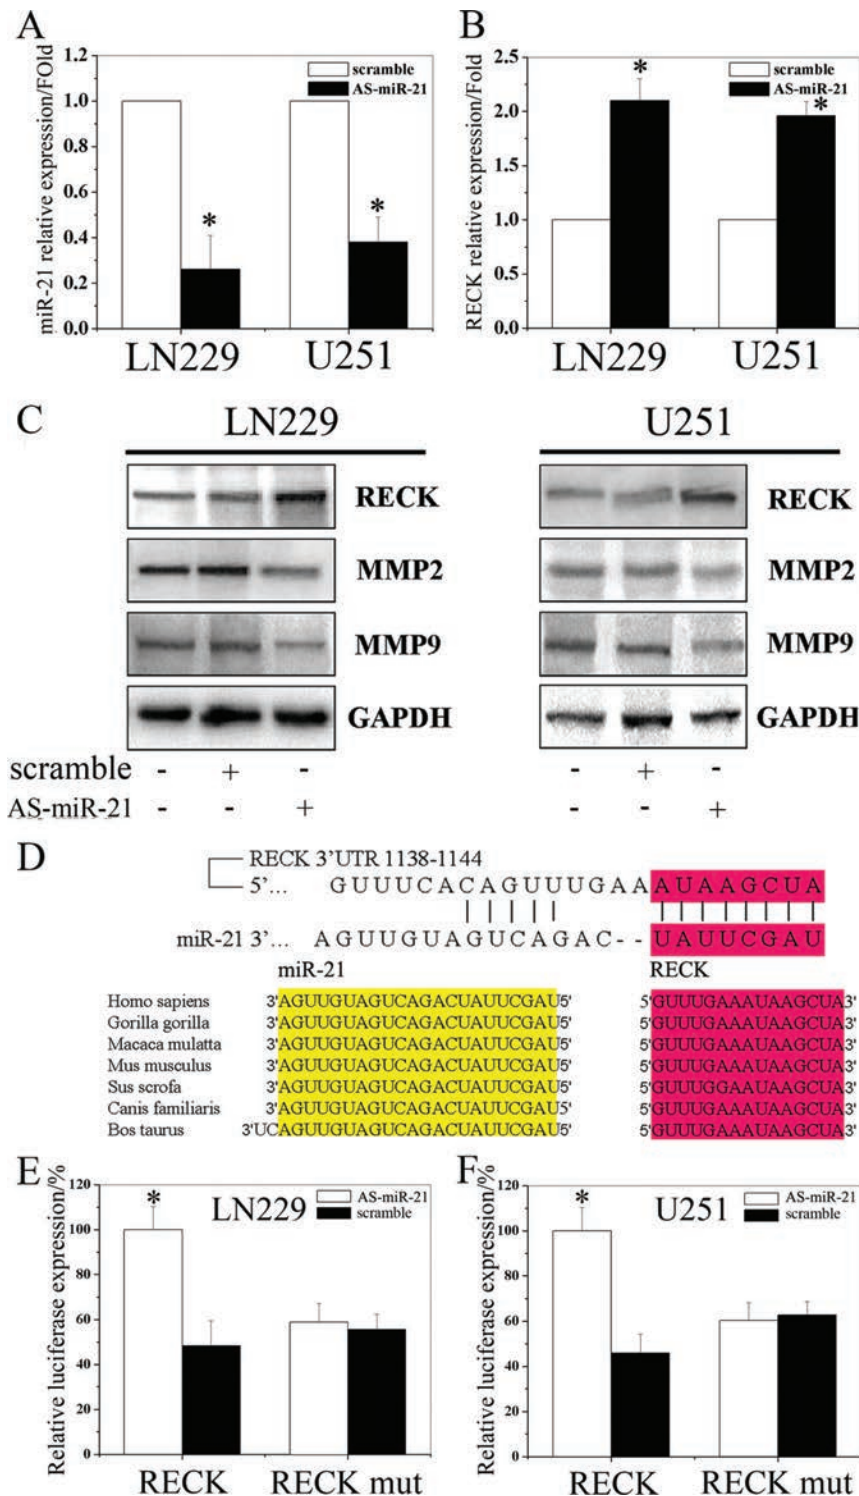 A
miR-21 relative expression/FOld
1.2
1.0
0.8
0.6
0.4
0.2
0.0
scramble
AS-miR-21
*
*
LN229 U251
B
RECK relative expression/Fold
2.5
2.0
1.5
1.0
0.5
0.0
scramble
AS-miR-21
*
*
LN229 U251
C
LN229
RECK
MMP2
MMP9
GAPDH
U251
RECK
MMP2
MMP9
GAPDH
scramble - + - - + -
AS-miR-21 - - + - - +
D
RECK 3'UTR 1138-1144
5'... GUUUCACAGUUUGAAAUAAGCUA
miR-21 3'... AGUUGUAGUCAGAC--UAUUCGAU
miR-21 RECK
Homo sapiens 3'AGUUGUAGUCAGACUAUUCGAU5' 5'GUUUGAAAUAAGCUA3'
Gorilla gorilla 3'AGUUGUAGUCAGACUAUUCGAU5' 5'GUUUGAAAUAAGCUA3'
Macaca mulatta 3'AGUUGUAGUCAGACUAUUCGAU5' 5'GUUUGAAAUAAGCUA3'
Mus musculus 3'AGUUGUAGUCAGACUAUUCGAU5' 5'GUUUGAAAUAAGCUA3'
Sus scrofa 3'AGUUGUAGUCAGACUAUUCGAU5' 5'GUUUGGAAUAAGCUA3'
Canis familiaris 3'AGUUGUAGUCAGACUAUUCGAU5' 5'GUUUGAAAUAAGCUA3'
Bos taurus 3'UCAGUUGUAGUCAGACUAUUCGAU5' 5'GUUUGAAAUAAGCUA3'
E
Relative luciferase expression/%
120
100
80
60
40
20
0
*
LN229
AS-miR-21
scramble
RECK RECK mut
F
Relative luciferase expression/%
120
100
80
60
40
20
0
*
U251
AS-miR-21
scramble
RECK RECK mut